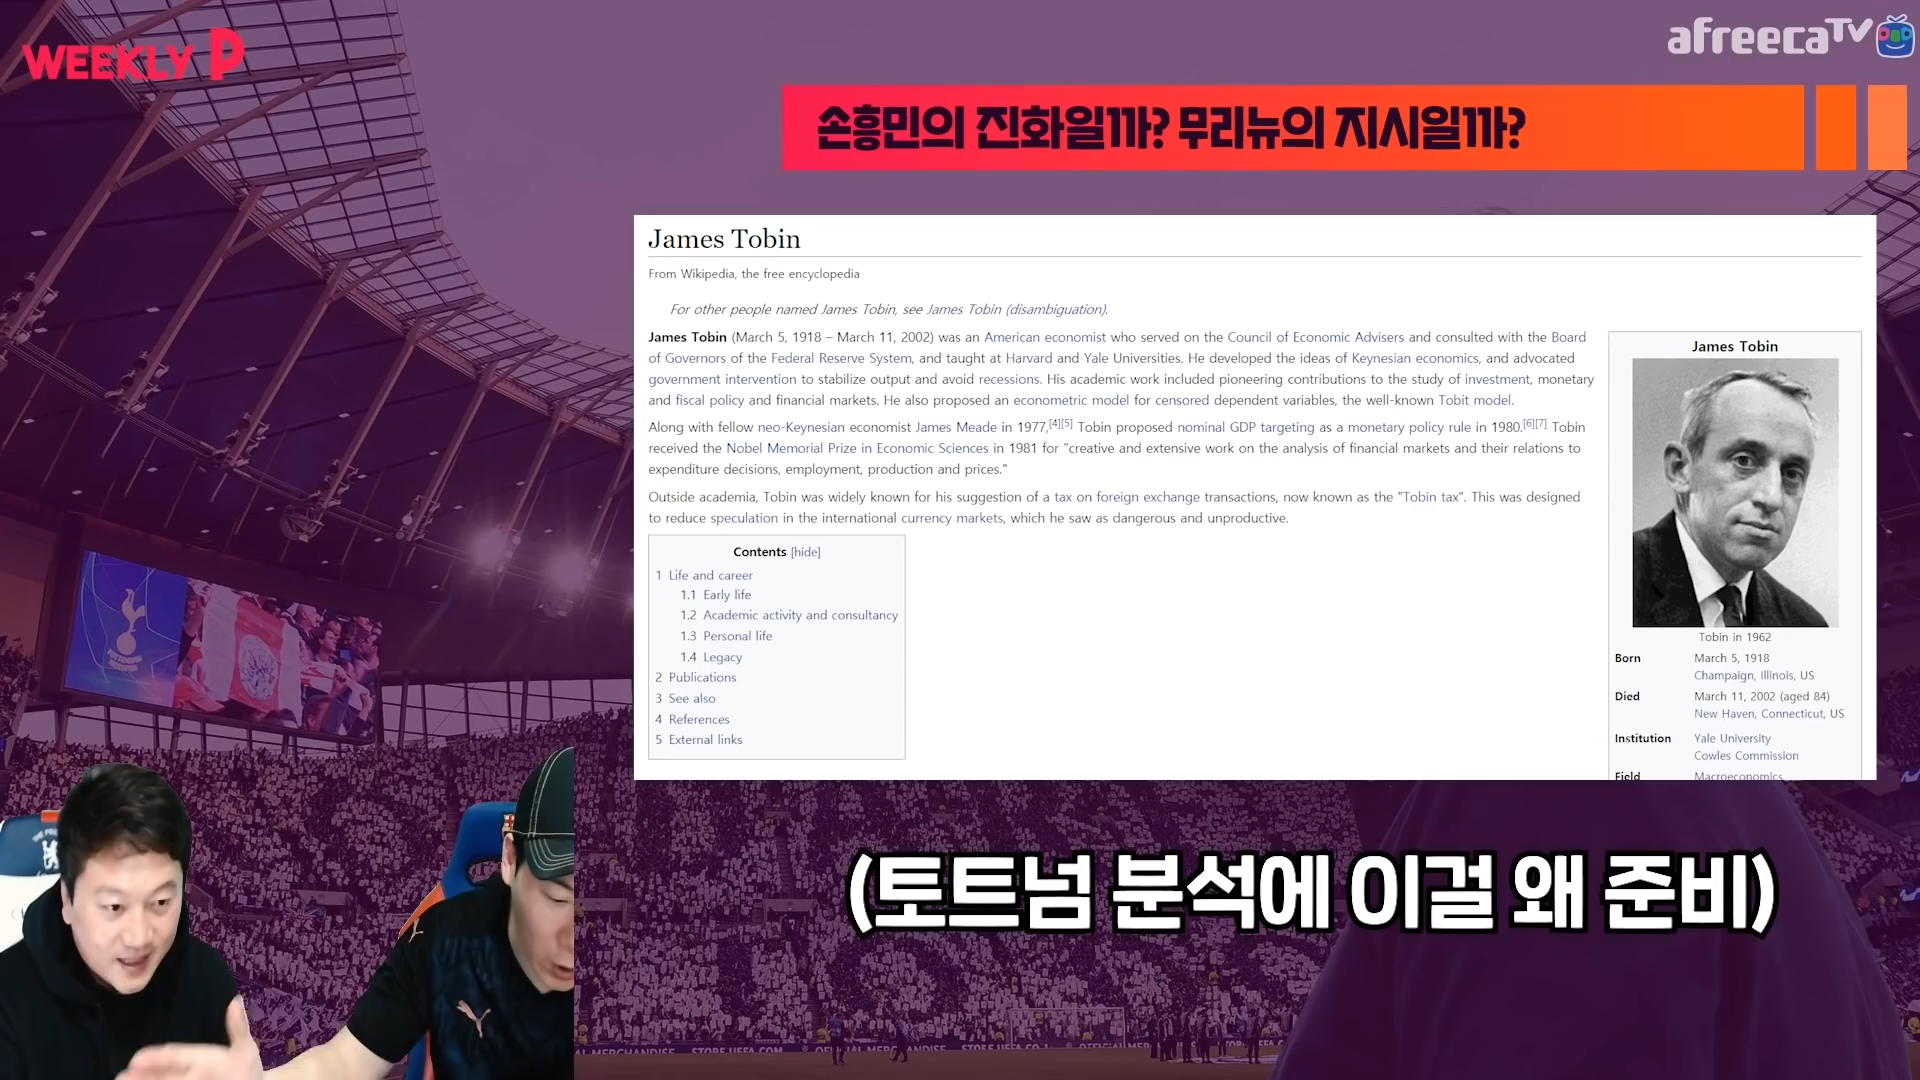 WEEKLY P
afreecaTV
손흥민의 진화일까? 무리뉴의 지시일까?
James Tobin
From Wikipedia, the free encyclopedia
For other people named James Tobin, see James Tobin (disambiguation).
James Tobin (March 5, 1918 – March 11, 2002) was an American economist who served on the Council of Economic Advisers and consulted with the Board
of Governors of the Federal Reserve System, and taught at Harvard and Yale Universities. He developed the ideas of Keynesian economics, and advocated
government intervention to stabilize output and avoid recessions. His academic work included pioneering contributions to the study of investment, monetary
and fiscal policy and financial markets. He also proposed an econometric model for censored dependent variables, the well-known Tobit model.
Along with fellow neo-Keynesian economist James Meade in 1977,[4][5] Tobin proposed nominal GDP targeting as a monetary policy rule in 1980.[6][7] Tobin
received the Nobel Memorial Prize in Economic Sciences in 1981 for "creative and extensive work on the analysis of financial markets and their relations to
expenditure decisions, employment, production and prices."
Outside academia, Tobin was widely known for his suggestion of a tax on foreign exchange transactions, now known as the "Tobin tax". This was designed
to reduce speculation in the international currency markets, which he saw as dangerous and unproductive.
Contents [hide]
1 Life and career
1.1 Early life
1.2 Academic activity and consultancy
1.3 Personal life
1.4 Legacy
2 Publications
3 See also
4 References
5 External links
James Tobin
Tobin in 1962
Born March 5, 1918
Champaign, Illinois, US
Died March 11, 2002 (aged 84)
New Haven, Connecticut, US
Institution Yale University
Cowles Commission
Field Macroeconomics
(토트넘 분석에 이걸 왜 준비)
MERCHANDISE STORE.UEFA.COM